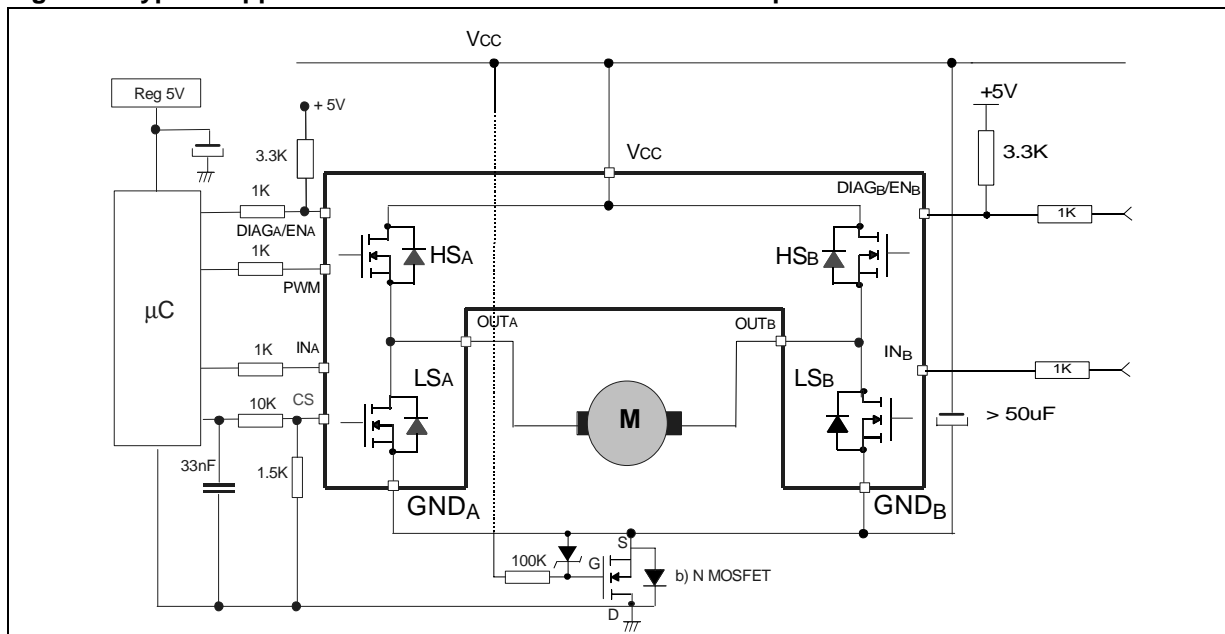 Vcc
Reg 5V
+ 5V
+5V
3.3K
3.3K
Vcc
1K
DIAGA/ENA
DIAGB/ENB
1K
HSA
HSB
1K
PWM
µC
OUTA
OUTB
1K
INA
INB
1K
LSA
LSB
10K
CS
> 50uF
33nF
1.5K
M
GNDA
GNDB
100K
G
S
D
b) N MOSFET